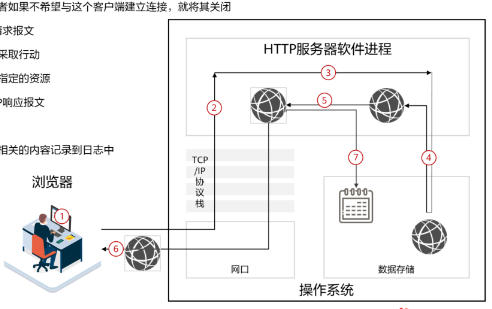 者如果不希望与这个客户端建立连接，就将其关闭
请求报文
采取行动
指定的资源
响应报文
相关的内容记录到日志中
HTTP服务器软件进程
3
2
5
TCP
/IP
协
议
栈
7
4
浏览器
1
6
网口
数据存储
操作系统